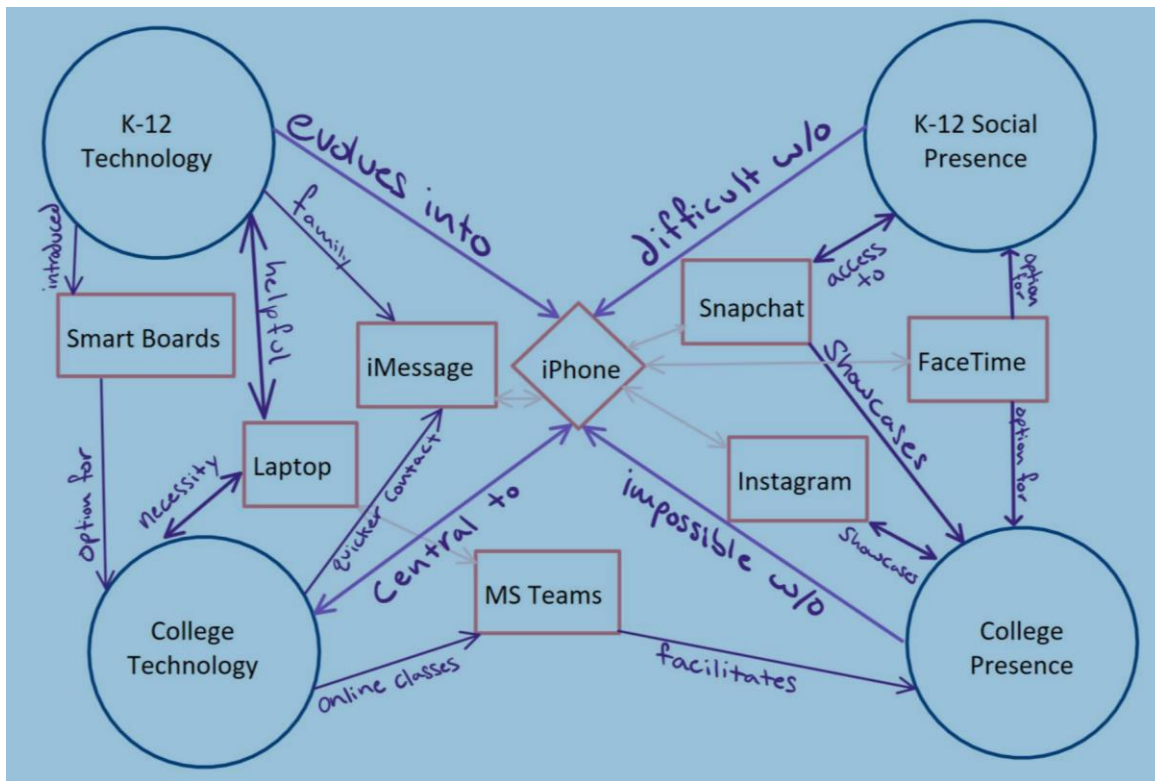 K-12
Technology
K-12 Social
Presence
evolves into
difficult w/o
introduced
family
helpful
access
to
option
for
Smart Boards
iMessage
iPhone
Snapchat
FaceTime
Showcases
option for
necessity
Laptop
quicker contact
Central to
impossible w/o
Instagram
option for
Showcases
MS Teams
College
Technology
online classes
facilitates
College
Presence